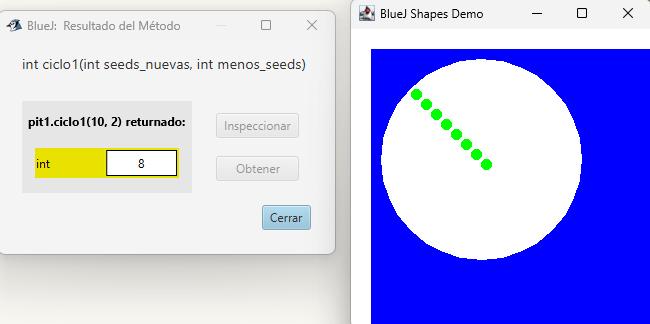 BlueJ: Resultado del Método
int ciclo1(int seeds_nuevas, int menos_seeds)
pit1.ciclo1(10, 2) returnado:
int 8
Inspeccionar
Obtener
Cerrar
BlueJ Shapes Demo